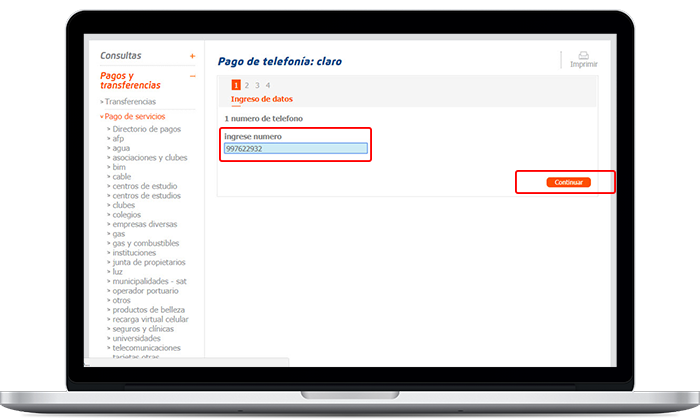 Consultas +
Pagos y −
transferencias
Transferencias
Pago de servicios
Directorio de pagos
afp
agua
asociaciones y clubes
bim
cable
centros de estudio
centros de estudios
clubes
colegios
empresas diversas
gas
gas y combustibles
instituciones
junta de propietarios
luz
municipalidades - sat
operador portuario
otros
productos de belleza
recarga virtual celular
seguros y clínicas
universidades
telecomunicaciones
tarjetas otras
Pago de telefonía: claro
Imprimir
1 2 3 4
Ingreso de datos
1 numero de telefono
ingrese numero
997622932
Continuar